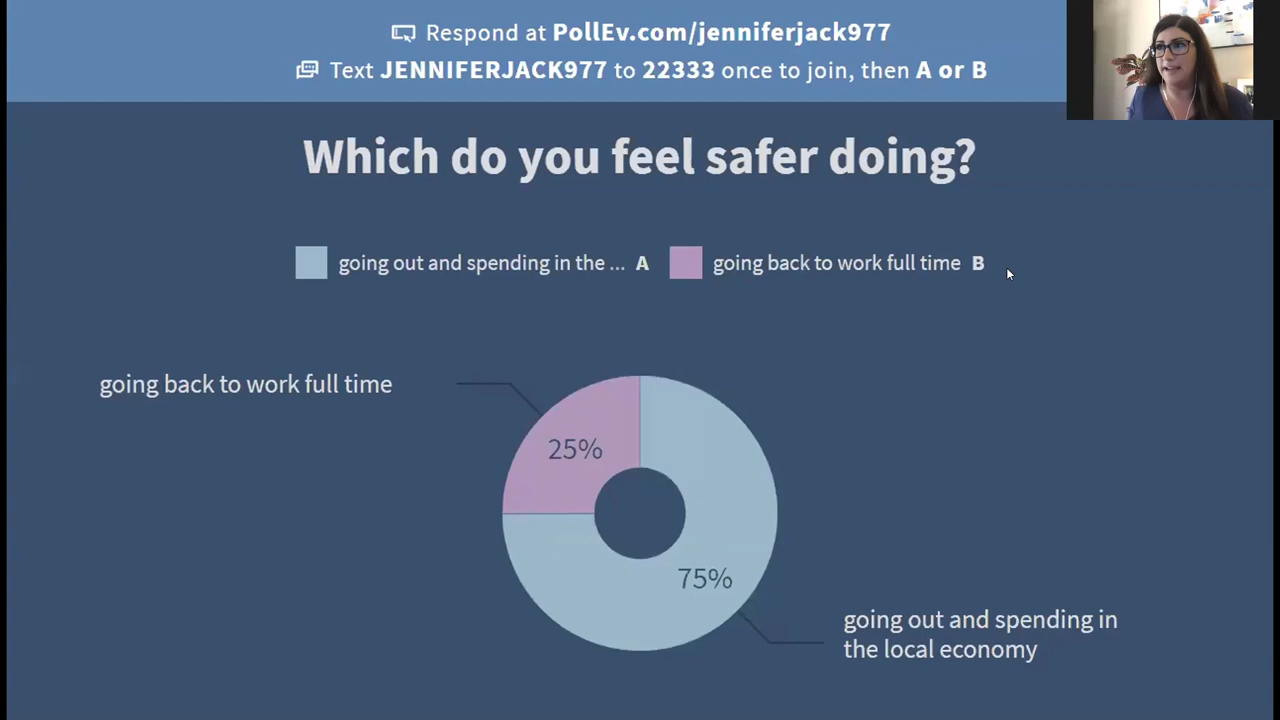 Respond at PollEv.com/jenniferjack977
Text JENNIFERJACK977 to 22333 once to join, then A or B
Which do you feel safer doing?
going out and spending in the ... A
going back to work full time B
going back to work full time
25%
75%
going out and spending in
the local economy